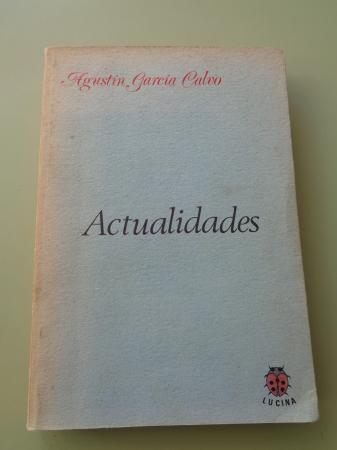 Agustín García Calvo
Actualidades
LUCINA